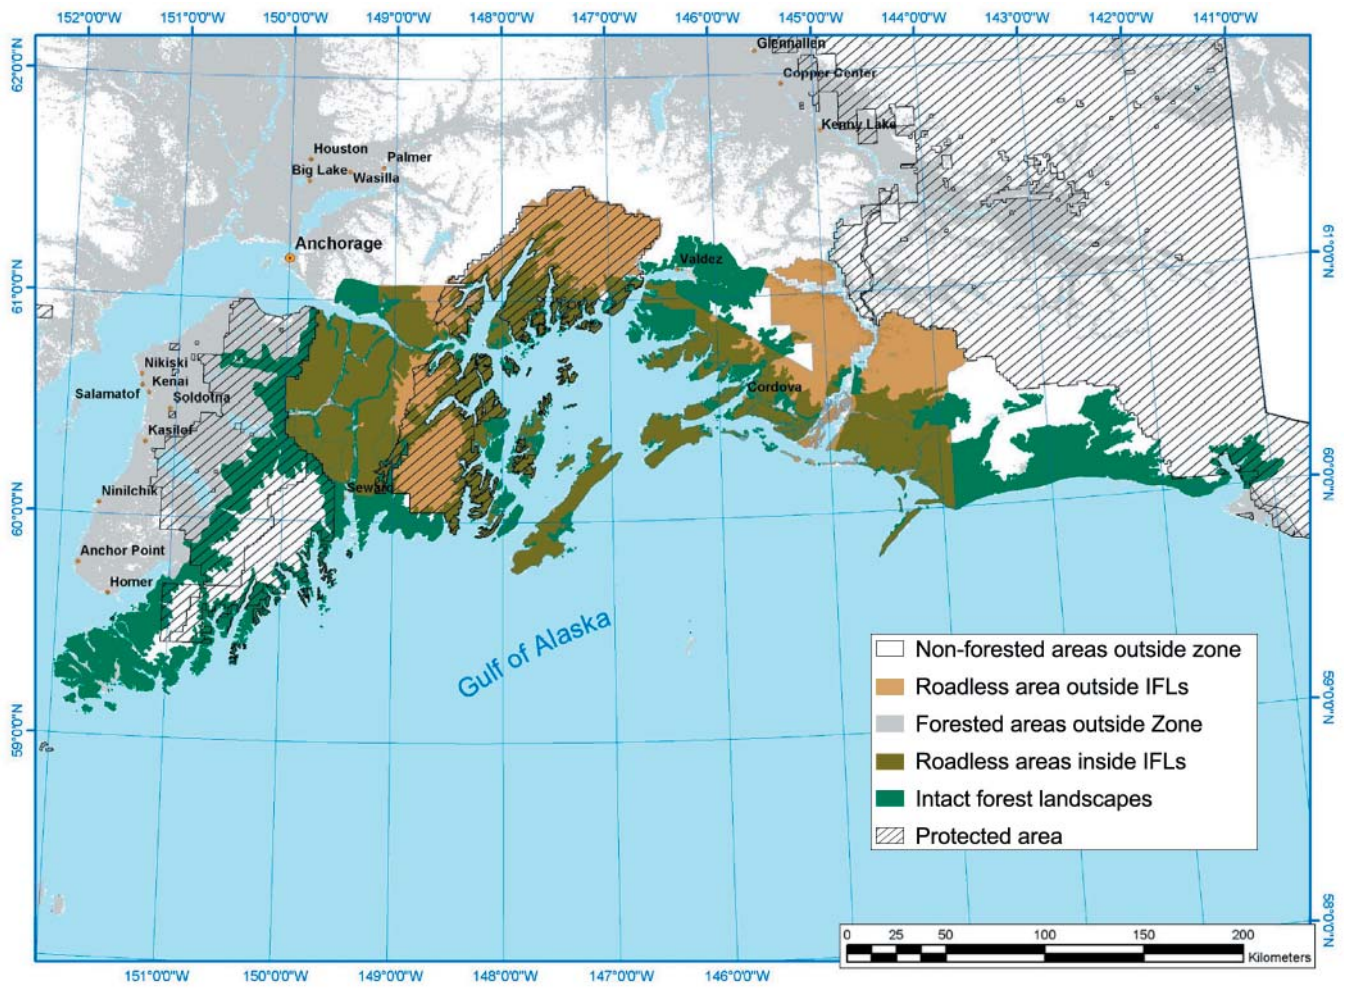 152°0'0"W 151°0'0"W 150°0'0"W 149°0'0"W 148°0'0"W 147°0'0"W 146°0'0"W 145°0'0"W 144°0'0"W 143°0'0"W 142°0'0"W 141°0'0"W
62°0'0"N
61°0'0"N
60°0'0"N
59°0'0"N
Glennallen
Copper Center
Kenny Lake
Houston
Palmer
Big Lake
Wasilla
Anchorage
Valdez
Nikiski
Kenai
Salamatof
Soldotna
Kasilof
Cordova
Ninilchik
Seward
Anchor Point
Homer
Gulf of Alaska
61°0'0"N
60°0'0"N
59°0'0"N
58°0'0"N
Non-forested areas outside zone
Roadless area outside IFLs
Forested areas outside Zone
Roadless areas inside IFLs
Intact forest landscapes
Protected area
0 25 50 100 150 200
Kilometers
151°0'0"W 150°0'0"W 149°0'0"W 148°0'0"W 147°0'0"W 146°0'0"W